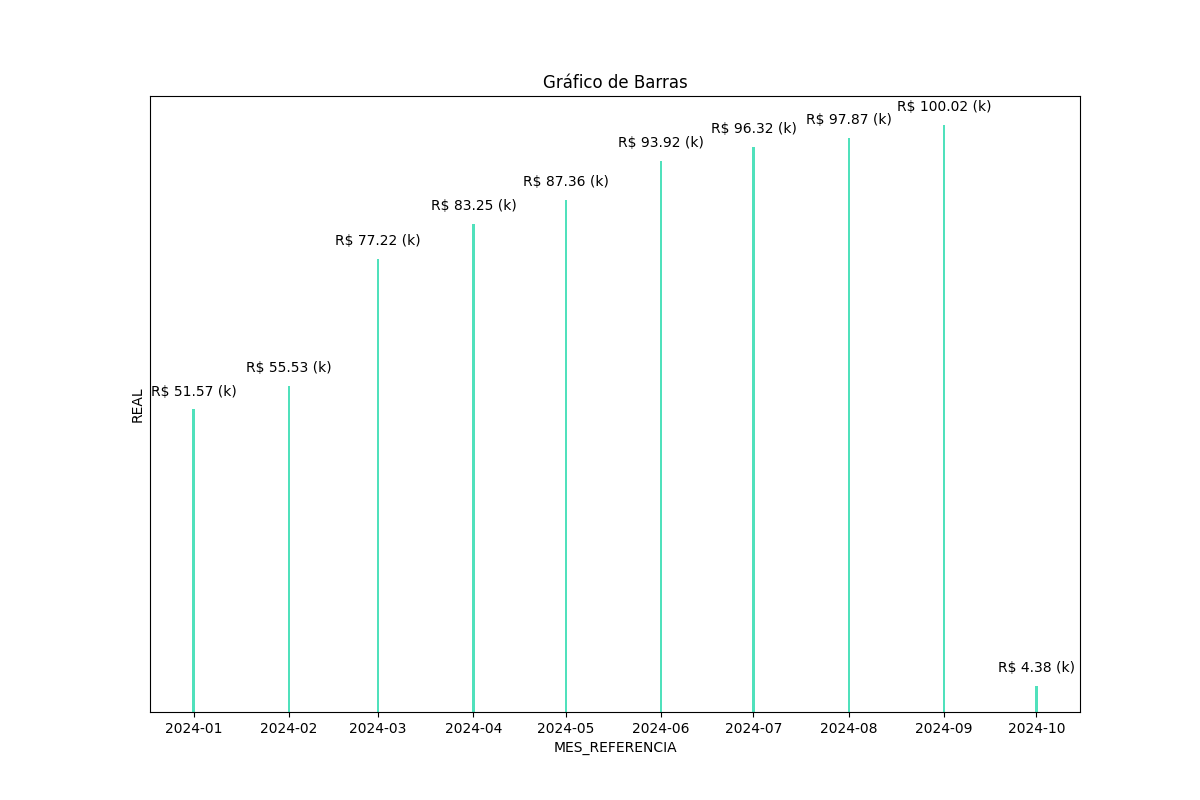 Gráfico de Barras
R$ 100.02 (k)
R$ 97.87 (k)
R$ 96.32 (k)
R$ 93.92 (k)
R$ 87.36 (k)
R$ 83.25 (k)
R$ 77.22 (k)
R$ 55.53 (k)
R$ 51.57 (k)
REAL
R$ 4.38 (k)
2024-01 2024-02 2024-03 2024-04 2024-05 2024-06 2024-07 2024-08 2024-09 2024-10
MES_REFERENCIA